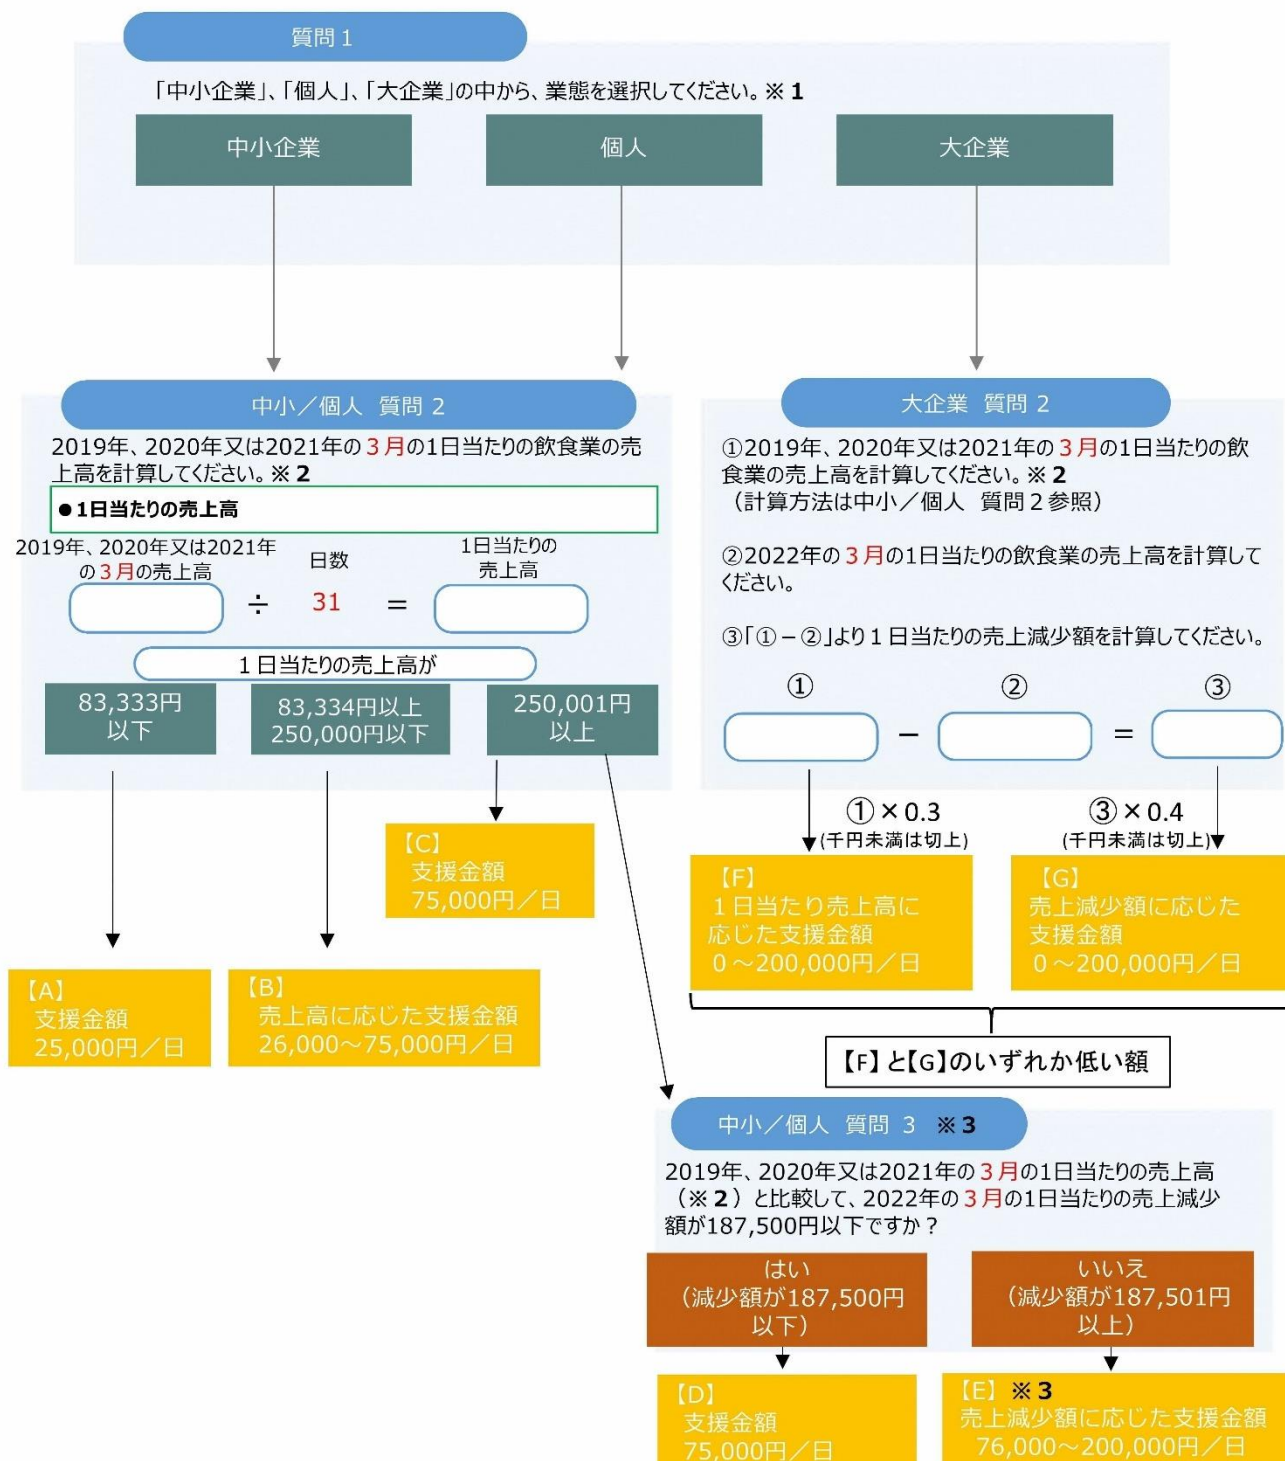 質問1
「中小企業」、「個人」、「大企業」の中から、業態を選択してください。※1
中小企業
個人
大企業
中小／個人 質問 2
2019年、2020年又は2021年の3月の1日当たりの飲食業の売
上高を計算してください。※2
●1日当たりの売上高
2019年、2020年又は2021年
の3月の売上高
÷
日数
31
=
1日当たりの
売上高
1日当たりの売上高が
83,333円
以下
83,334円以上
250,000円以下
250,001円
以上
【C】
支援金額
75,000円／日
【A】
支援金額
25,000円／日
【B】
売上高に応じた支援金額
26,000～75,000円／日
大企業 質問 2
①2019年、2020年又は2021年の3月の1日当たりの飲
食業の売上高を計算してください。※2
（計算方法は中小／個人 質問2参照）
②2022年の3月の1日当たりの飲食業の売上高を計算して
ください。
③「①－②」より1日当たりの売上減少額を計算してください。
① ② ③
－ =
①×0.3
(千円未満は切上)
③×0.4
(千円未満は切上)
【F】
1日当たり売上高に
応じた支援金額
0～200,000円／日
【G】
売上減少額に応じた
支援金額
0～200,000円／日
【F】と【G】のいずれか低い額
中小／個人 質問 3 ※3
2019年、2020年又は2021年の3月の1日当たりの売上高
（※2）と比較して、2022年の3月の1日当たりの売上減少
額が187,500円以下ですか？
はい
（減少額が187,500円
以下）
いいえ
（減少額が187,501円
以上）
【D】
支援金額
75,000円／日
【E】※3
売上減少額に応じた支援金額
76,000～200,000円／日